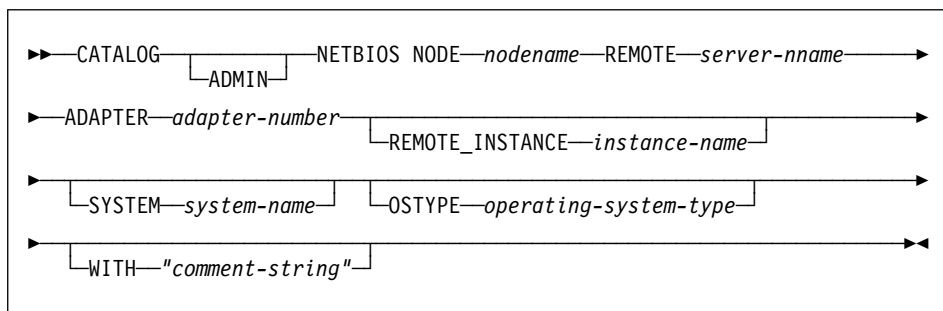 CATALOG ADMIN NETBIOS NODE nodename REMOTE server-nname
ADAPTER adapter-number REMOTE_INSTANCE instance-name
SYSTEM system-name OSTYPE operating-system-type
WITH "comment-string"